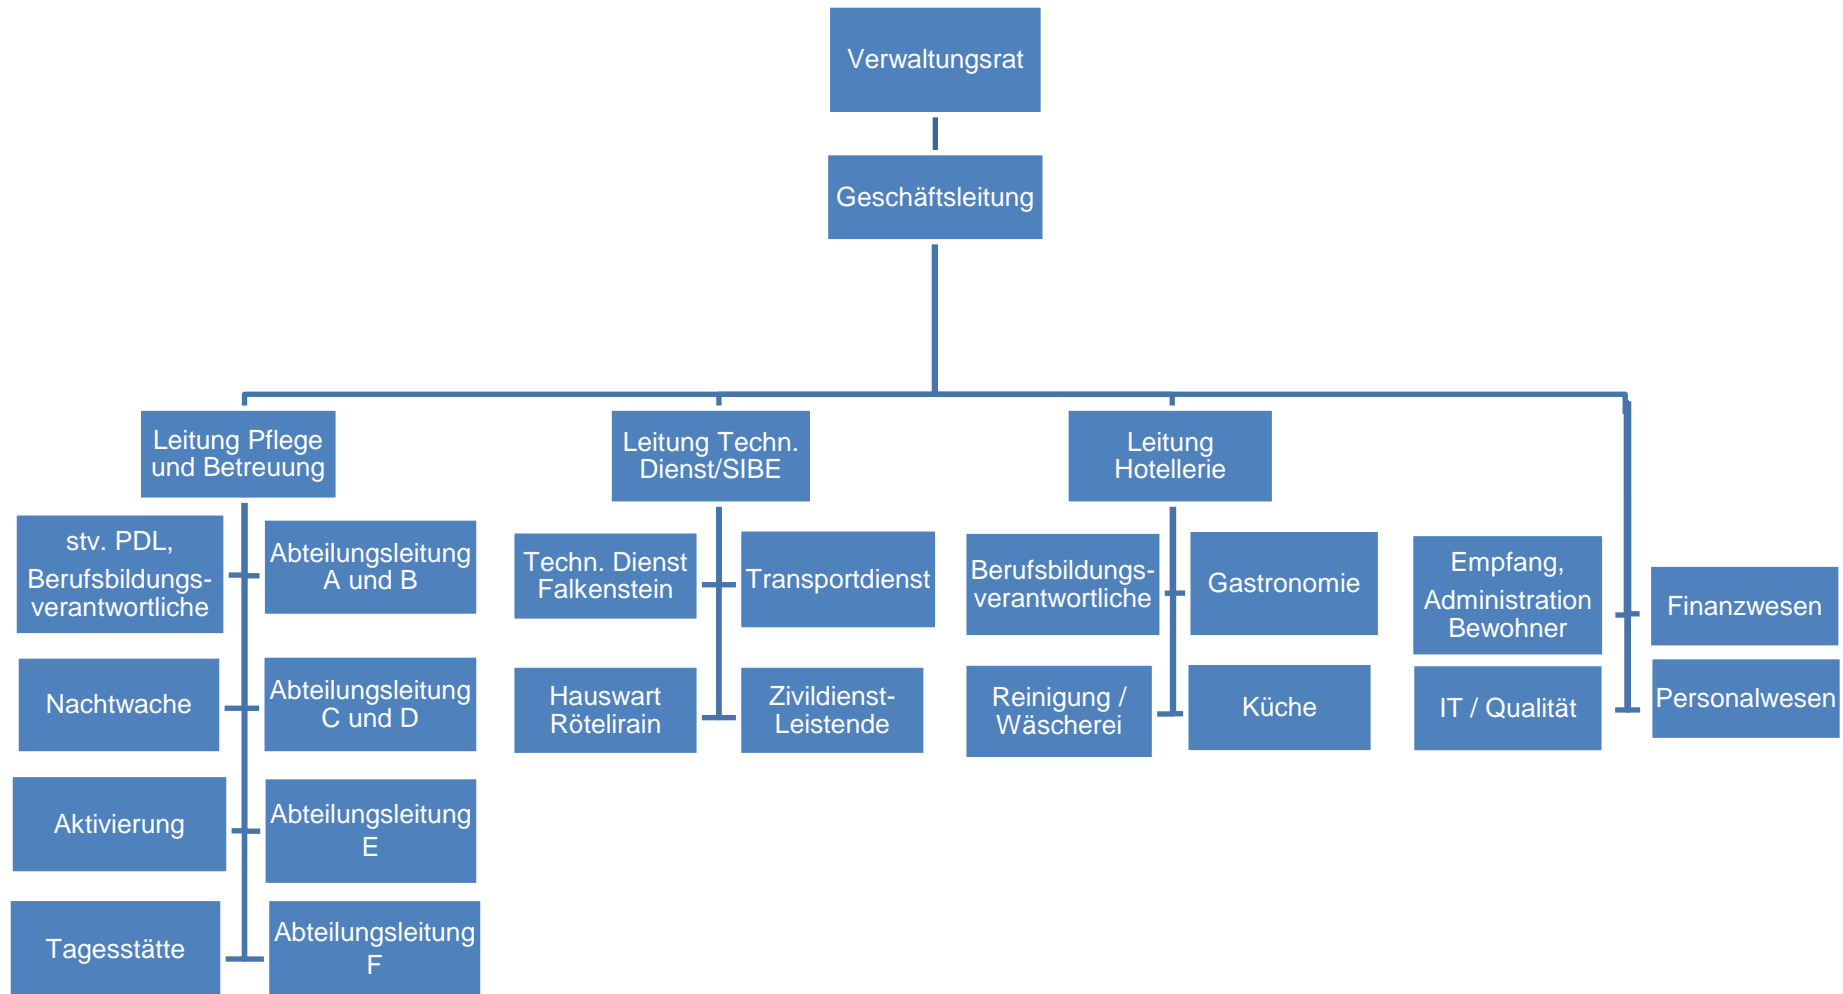 Verwaltungsrat
Geschäftsleitung
Leitung Pflege
und Betreuung
Leitung Techn.
Dienst/SIBE
Leitung
Hotellerie
stv. PDL,
Berufsbildungs-
verantwortliche
Abteilungsleitung
A und B
Techn. Dienst
Falkenstein
Transportdienst
Berufsbildungs-
verantwortliche
Gastronomie
Empfang,
Administration
Bewohner
Finanzwesen
Nachtwache
Abteilungsleitung
C und D
Hauswart
Rötelirain
Zivildienst-
Leistende
Reinigung /
Wäscherei
Küche
IT / Qualität
Personalwesen
Aktivierung
Abteilungsleitung
E
Tagesstätte
Abteilungsleitung
F